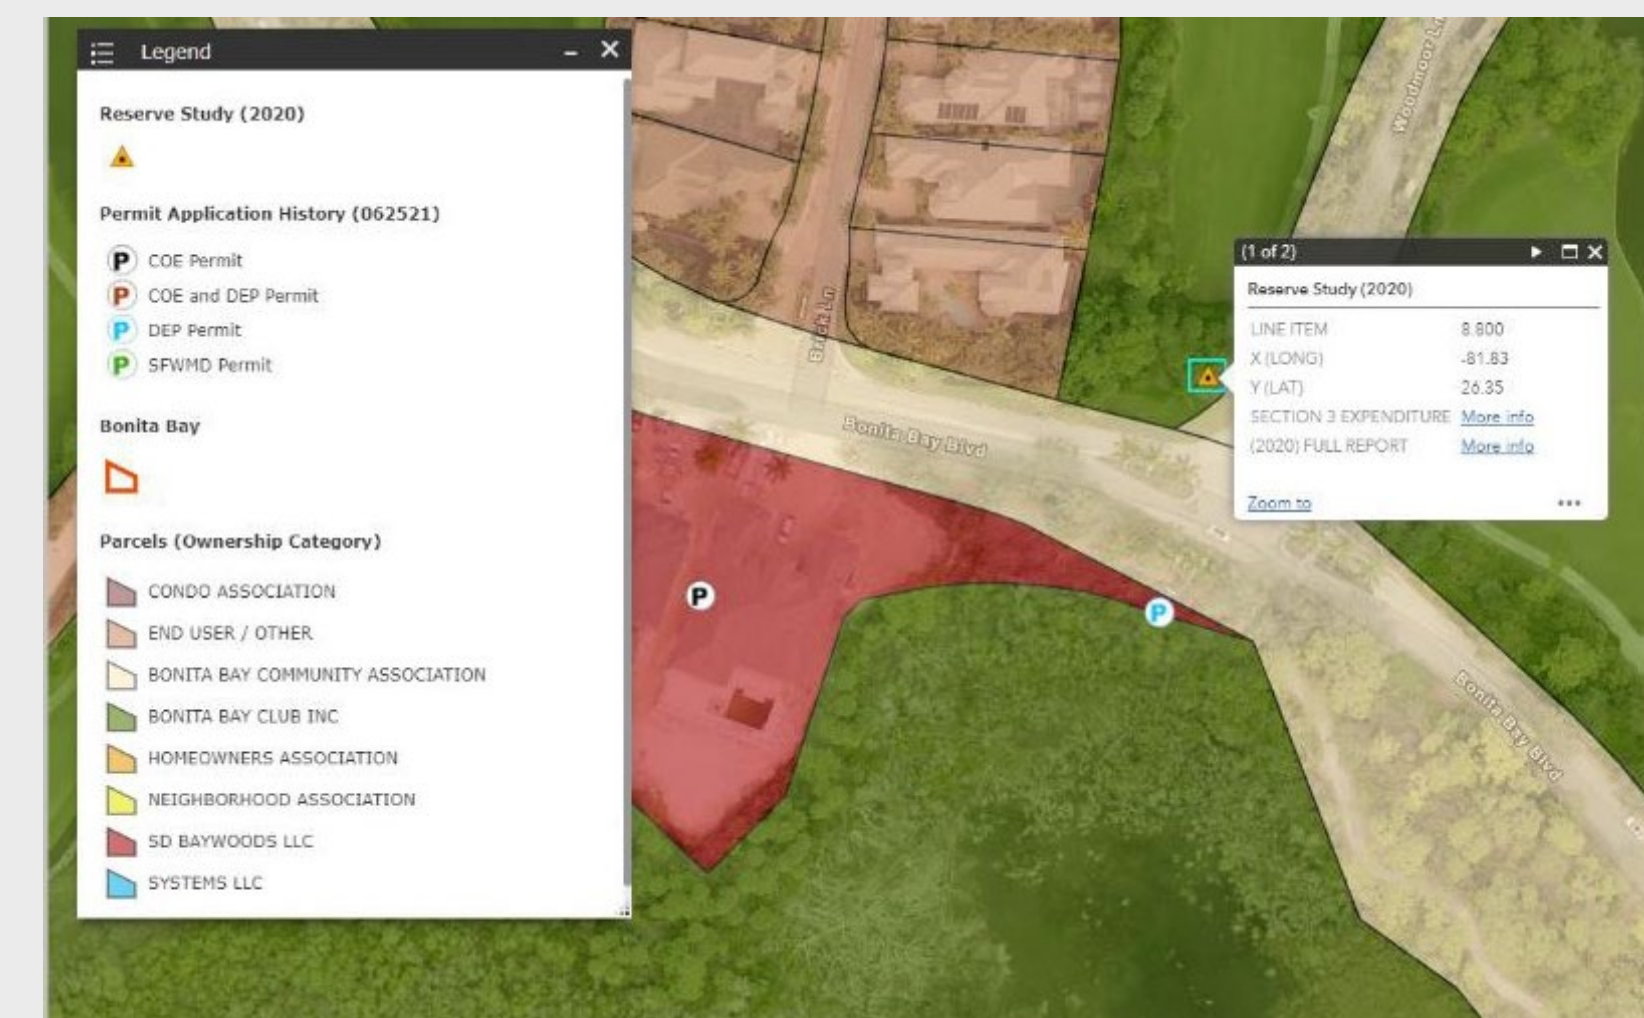 Legend
Reserve Study (2020)
Permit Application History (062521)
P COE Permit
P COE and DEP Permit
P DEP Permit
P SFWMD Permit
Bonita Bay
Parcels (Ownership Category)
CONDO ASSOCIATION
END USER / OTHER
BONITA BAY COMMUNITY ASSOCIATION
BONITA BAY CLUB INC
HOMEOWNERS ASSOCIATION
NEIGHBORHOOD ASSOCIATION
SD BAYWOODS LLC
SYSTEMS LLC
Woodmoor Ln
Brick Ln
Bonita Bay Blvd
P
P
Bonita Bay Blvd
(1 of 2)
Reserve Study (2020)
LINE ITEM 8.800
X (LONG) -81.83
Y (LAT) 26.35
SECTION 3 EXPENDITURE More info
(2020) FULL REPORT More info
Zoom to